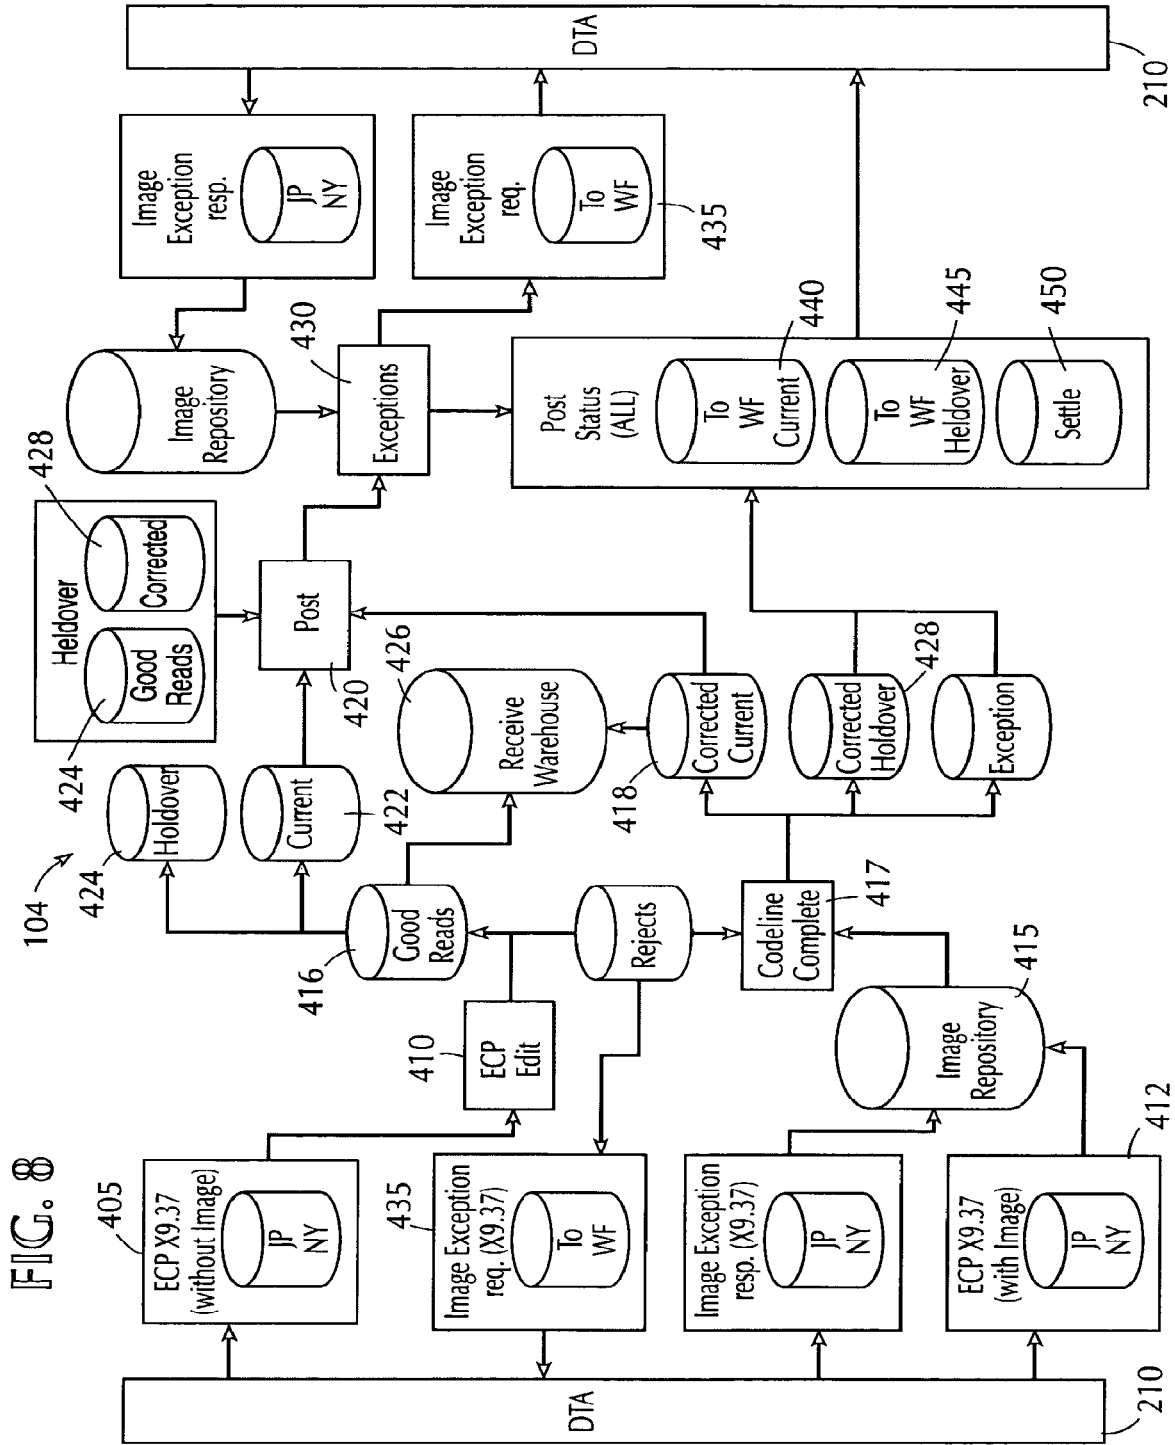 FIG. 8
104
DTA
210
405
ECP X9.37
(without Image)
JP
NY
435
Image Exception
req. (X9.37)
To
WF
Image Exception
resp. (X9.37)
JP
NY
ECP X9.37
(with Image)
JP
NY
412
410
ECP
Edit
Image
Repository
415
416
Good
Reads
Rejects
Codeline
Complete
417
424
Holdover
Current
422
Receive
Warehouse
426
418
Corrected
Current
Corrected
Holdover
428
Exception
Heldover
424
Good
Reads
Corrected
428
Post
420
Image
Repository
430
Exceptions
Post
Status
(ALL)
To
WF
Current
440
To
WF
Heldover
445
Settle
450
Image
Exception
resp.
JP
NY
Image
Exception
req.
To
WF
435
DTA
210